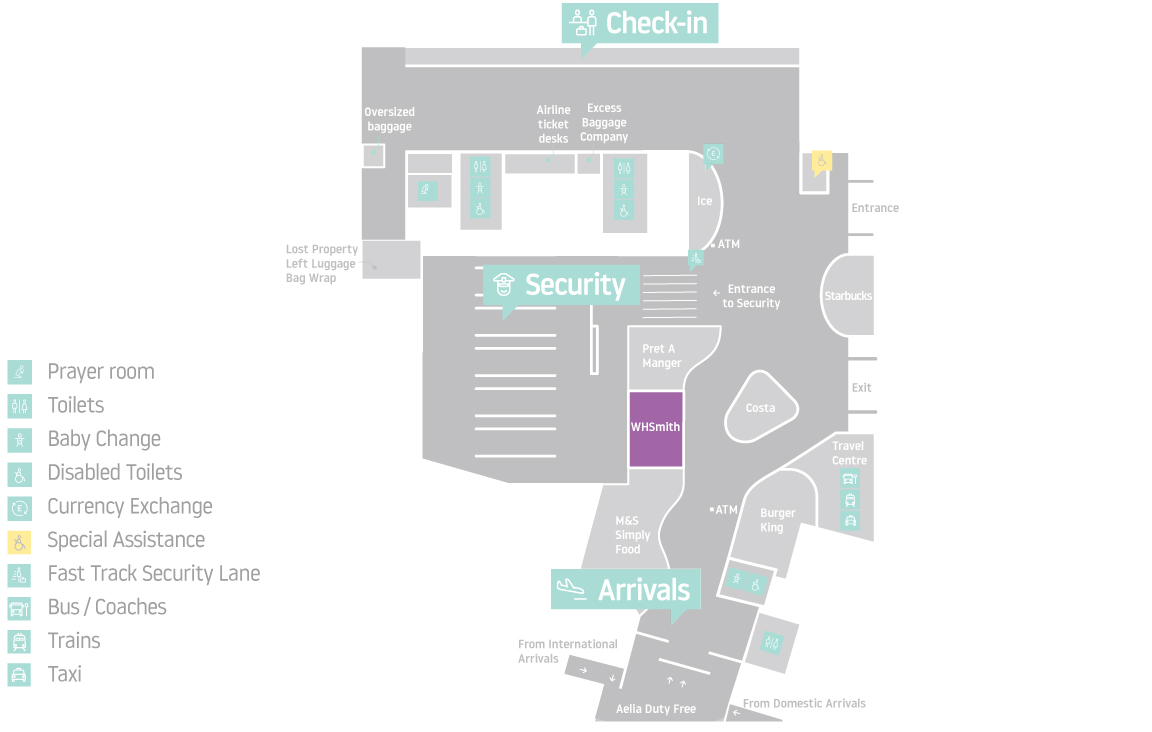 Check-in
Oversized
baggage
Airline
ticket
desks
Excess
Baggage
Company
£
Ice
ATM
Entrance
Lost Property
Left Luggage
Bag Wrap
Security
Entrance
to Security
Starbucks
Pret A
Manger
Exit
Costa
WHSmith
Travel
Centre
ATM
Burger
King
M&S
Simply
Food
Arrivals
From International
Arrivals
Aelia Duty Free
From Domestic Arrivals
Prayer room
Toilets
Baby Change
Disabled Toilets
£
Currency Exchange
Special Assistance
Fast Track Security Lane
Bus / Coaches
Trains
Taxi